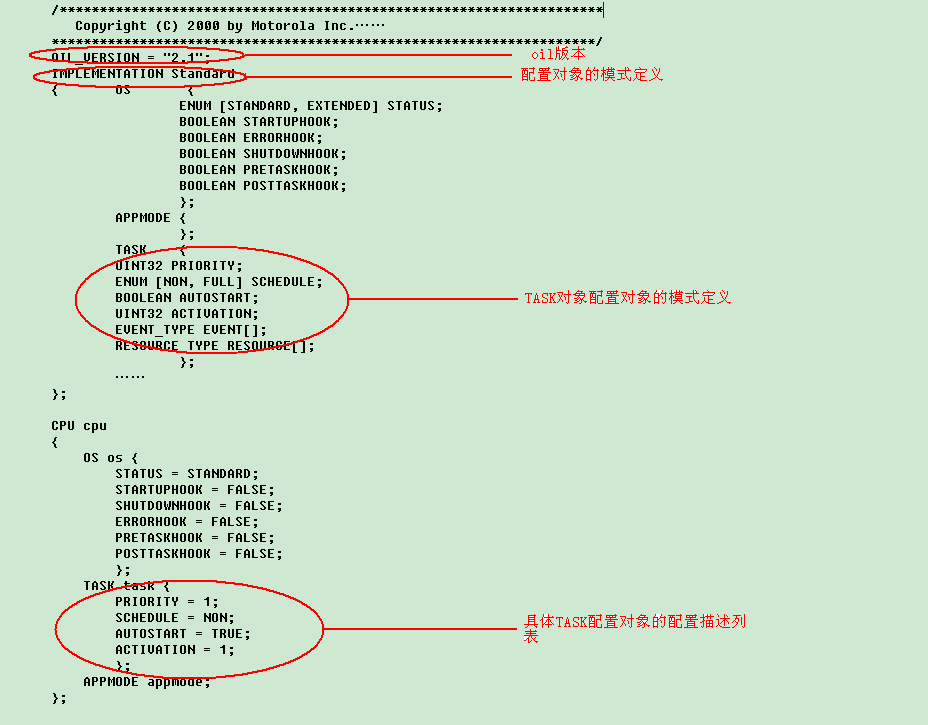 /********************************************************************
Copyright (C) 2000 by Motorola Inc.……
********************************************************************/
OIL_VERSION = "2.1";
oil版本
IMPLEMENTATION Standard
配置对象的模式定义
{ OS {
ENUM [STANDARD, EXTENDED] STATUS;
BOOLEAN STARTUPHOOK;
BOOLEAN ERRORHOOK;
BOOLEAN SHUTDOWNHOOK;
BOOLEAN PRETASKHOOK;
BOOLEAN POSTTASKHOOK;
};
APPMODE {
};
TASK {
UINT32 PRIORITY;
ENUM [NON, FULL] SCHEDULE;
BOOLEAN AUTOSTART;
TASK对象配置对象的模式定义
UINT32 ACTIVATION;
EVENT_TYPE EVENT[];
RESOURCE_TYPE RESOURCE[];
};
……
};
CPU cpu
{
OS os {
STATUS = STANDARD;
STARTUPHOOK = FALSE;
SHUTDOWNHOOK = FALSE;
ERRORHOOK = FALSE;
PRETASKHOOK = FALSE;
POSTTASKHOOK = FALSE;
};
TASK task {
PRIORITY = 1;
SCHEDULE = NON;
AUTOSTART = TRUE;
ACTIVATION = 1;
};
具体TASK配置对象的配置描述列
表
APPMODE appmode;
};